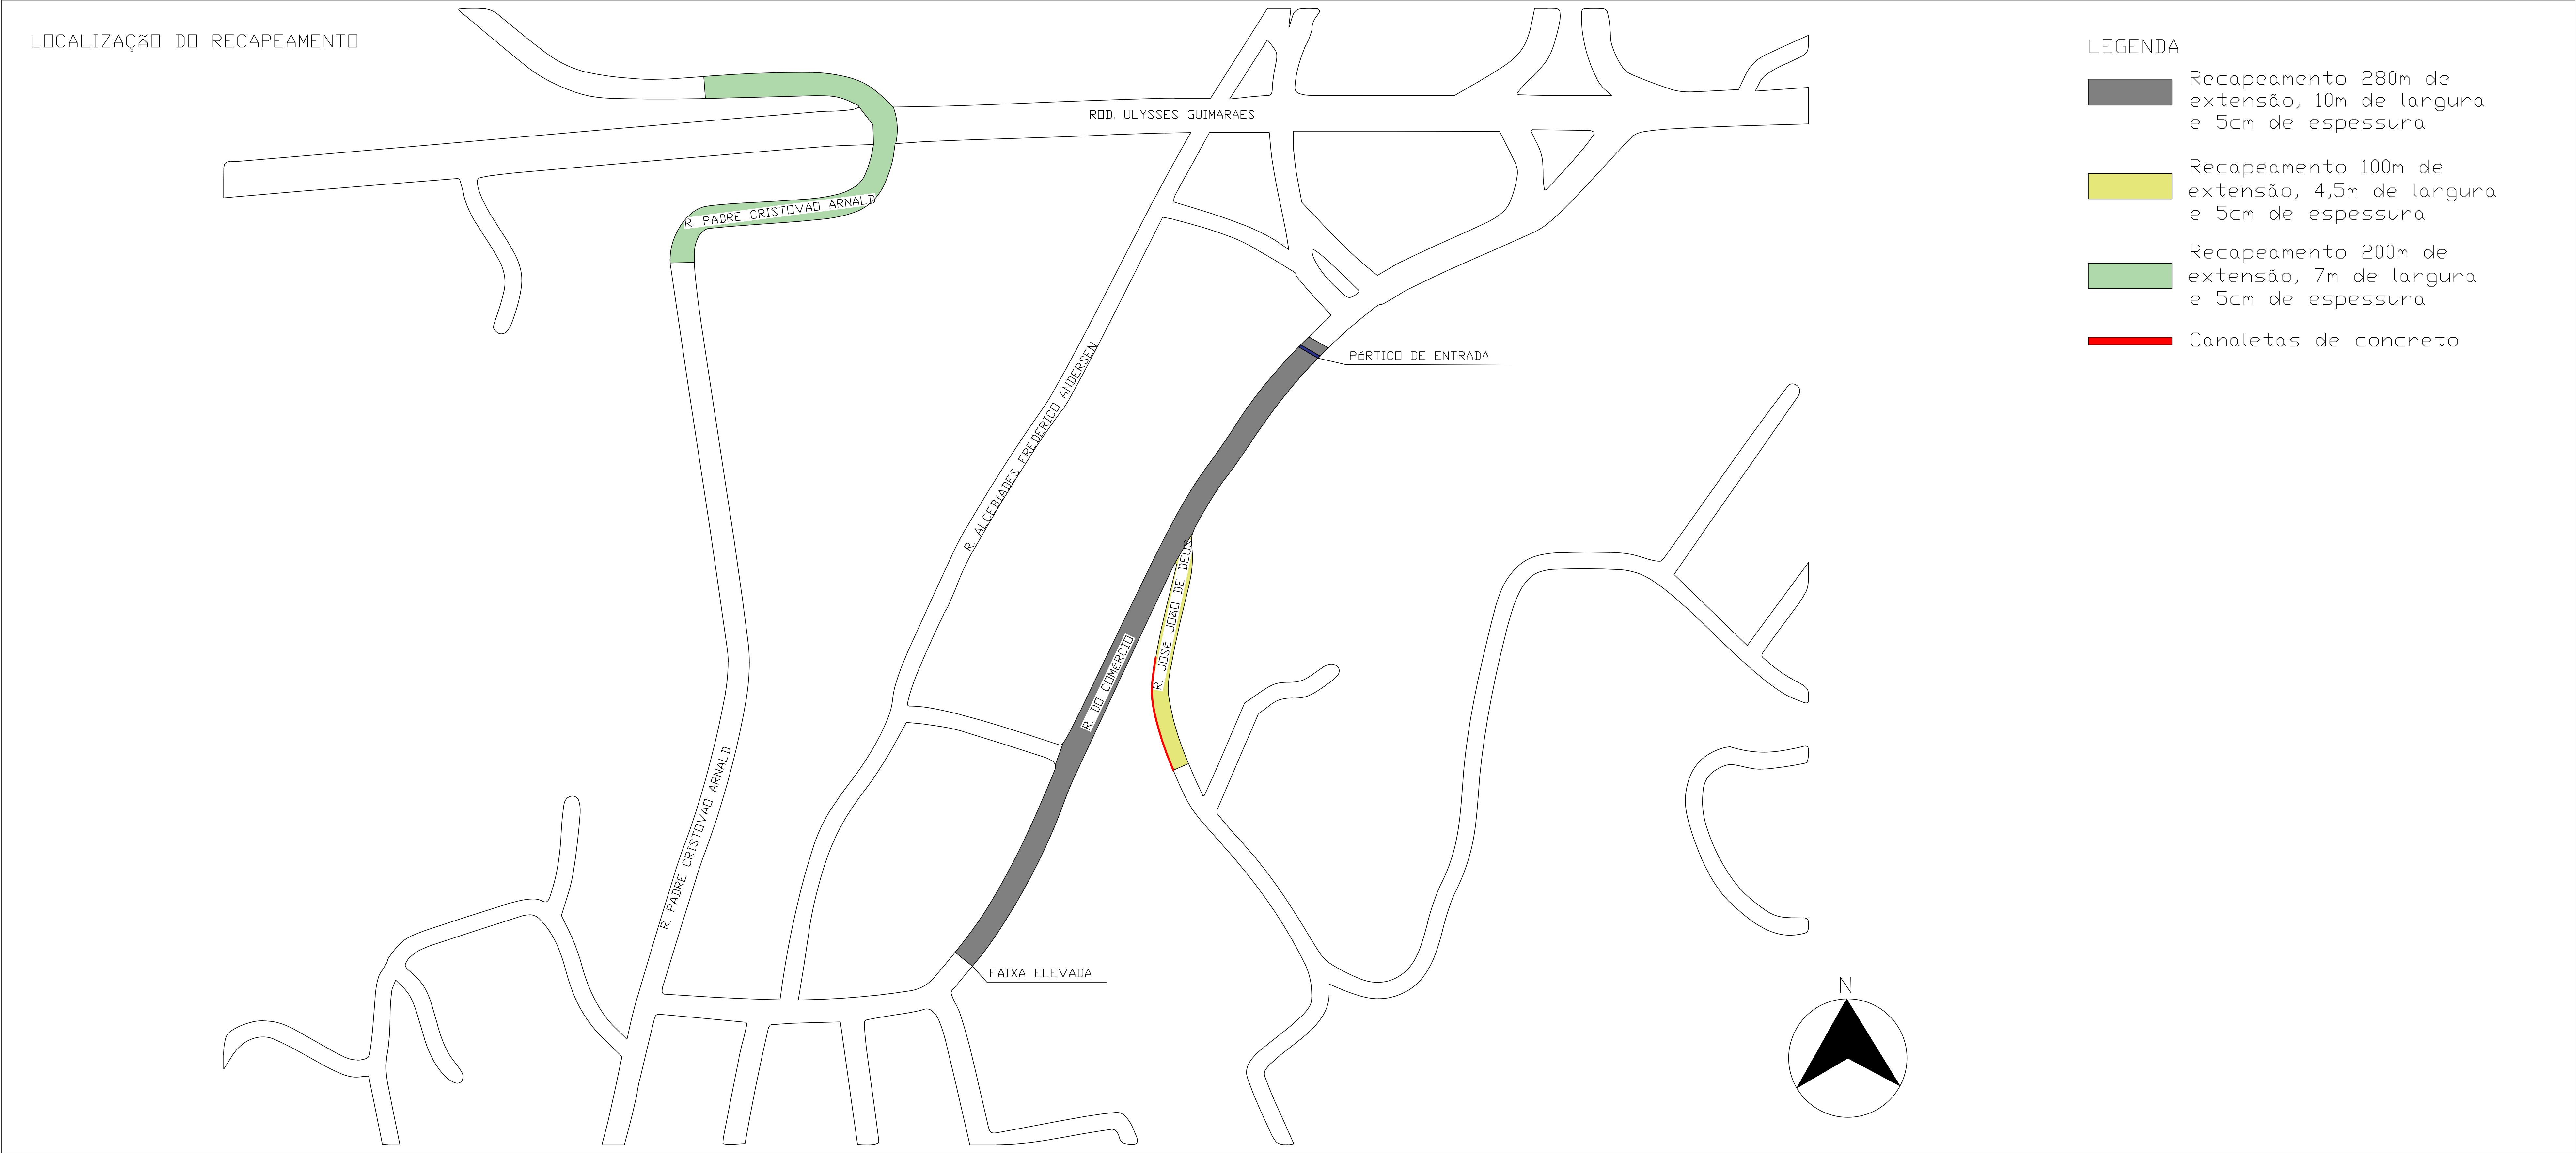 LOCALIZAÇãO DO RECAPEAMENTO
LEGENDA
Recapeamento 280m de
extensão, 10m de largura
e 5cm de espessura
Recapeamento 100m de
extensão, 4,5m de largura
e 5cm de espessura
Recapeamento 200m de
extensão, 7m de largura
e 5cm de espessura
Canaletas de concreto
ROD. ULYSSES GUIMARAES
R. PADRE CRISTOVAO ARNALD
PóRTICO DE ENTRADA
R. ALCEBíADES FREDERICO ANDERSEN
R. JOSé JOãO DE DEUS
R. DO COMéRCIO
R. PADRE CRISTOVAO ARNALD
FAIXA ELEVADA
N